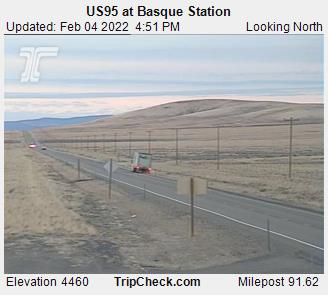 US95 at Basque Station
Updated: Feb 04 2022 4:51 PM Looking North
Elevation 4460 TripCheck.com Milepost 91.62